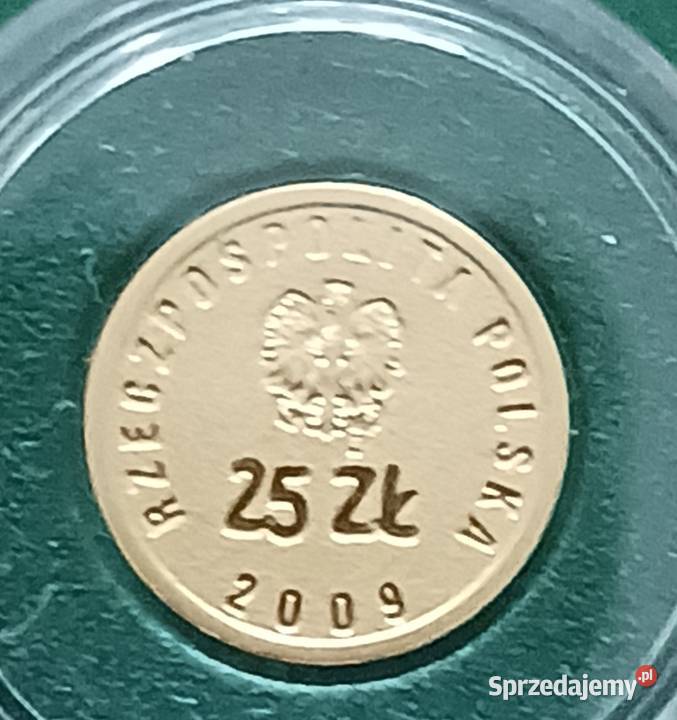 RZECZPOSPOLITA POLSKA
25 ZŁ
2009
Sprzedajemy.pl